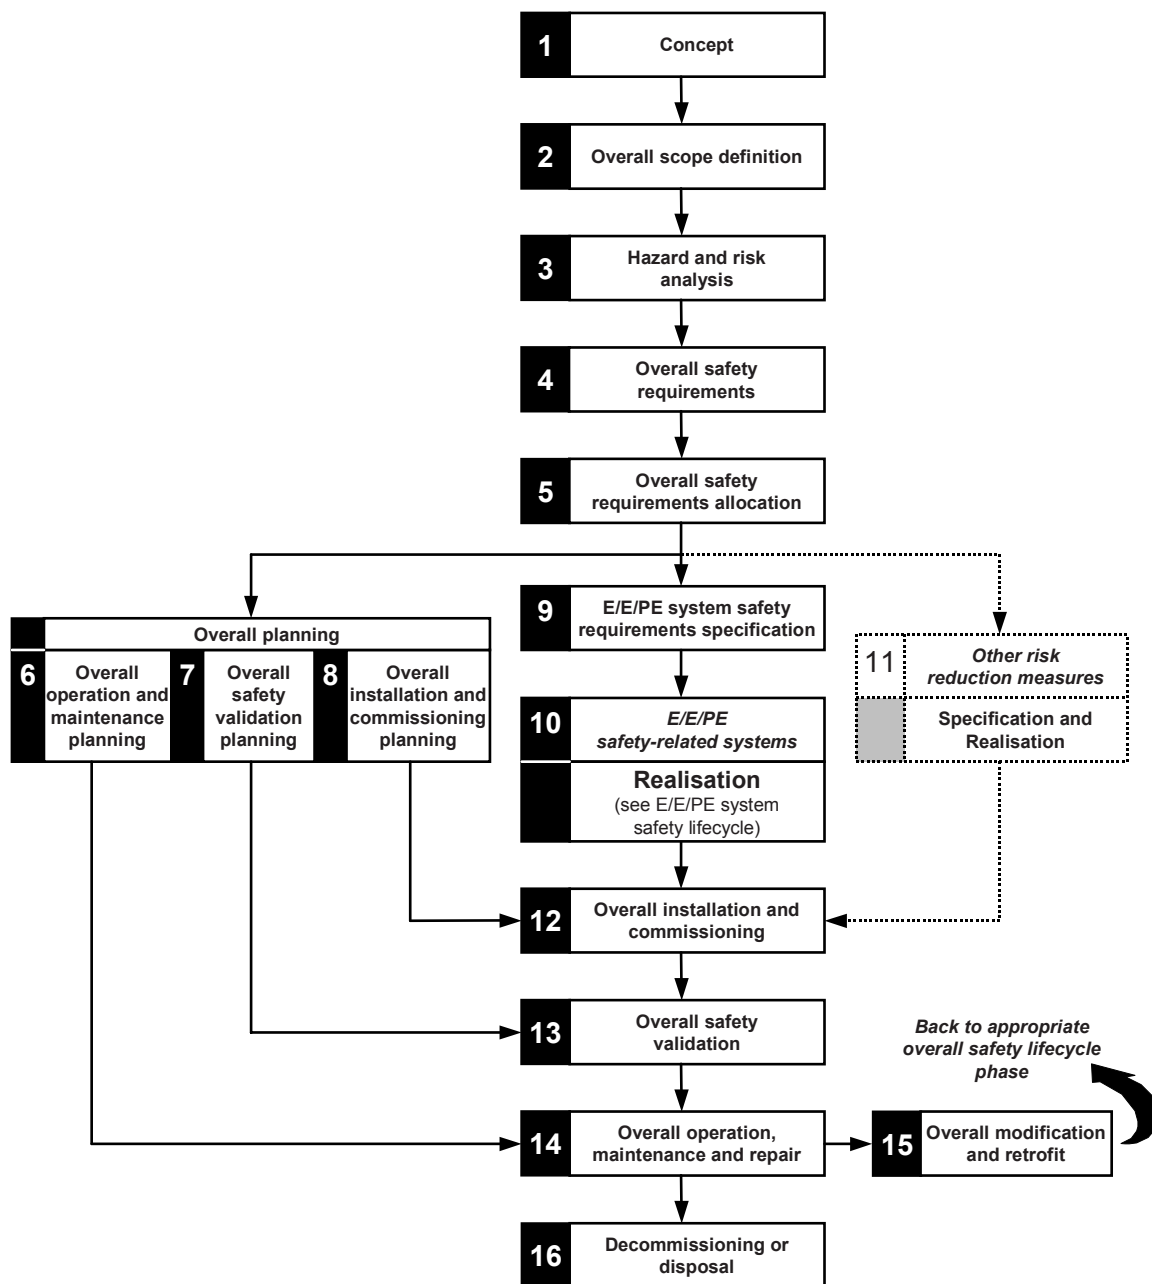 1
Concept
2
Overall scope definition
3
Hazard and risk
analysis
4
Overall safety
requirements
5
Overall safety
requirements allocation
Overall planning
6
Overall
operation and
maintenance
planning
7
Overall
safety
validation
planning
8
Overall
installation and
commissioning
planning
9
E/E/PE system safety
requirements specification
10
E/E/PE
safety-related systems
Realisation
(see E/E/PE system
safety lifecycle)
11
Other risk
reduction measures
Specification and
Realisation
12
Overall installation and
commissioning
13
Overall safety
validation
Back to appropriate
overall safety lifecycle
phase
14
Overall operation,
maintenance and repair
15
Overall modification
and retrofit
16
Decommissioning or
disposal